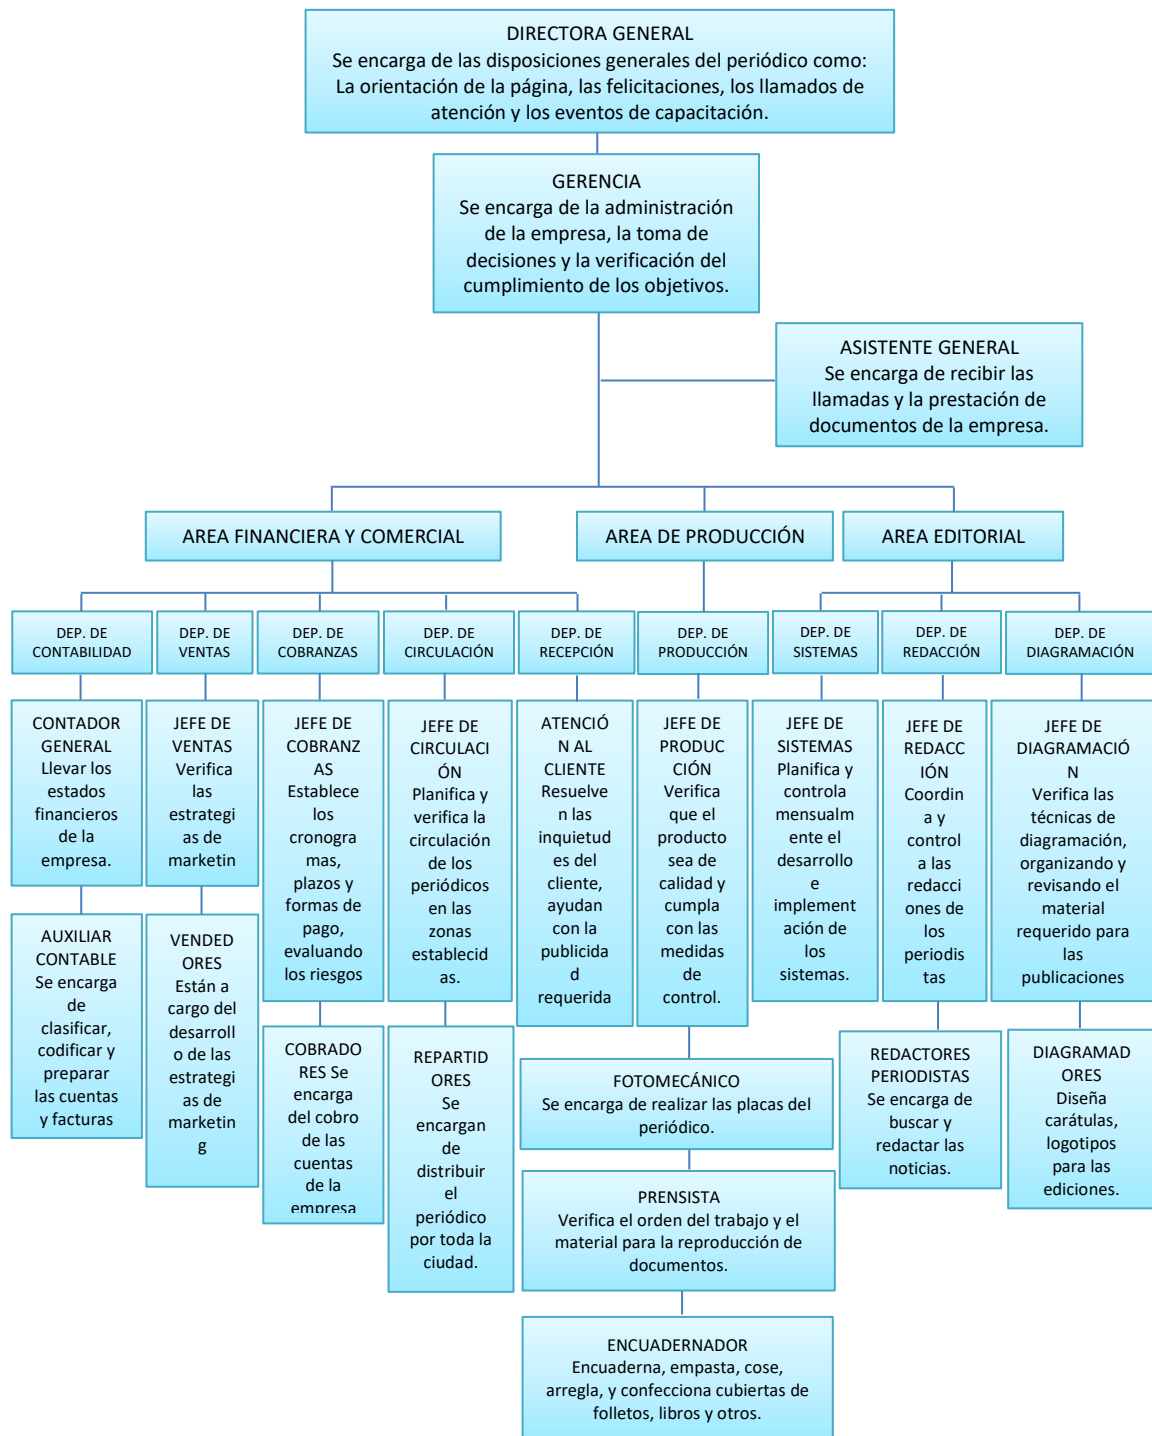 DIRECTORA GENERAL
Se encarga de las disposiciones generales del periódico como:
La orientación de la página, las felicitaciones, los llamados de
atención y los eventos de capacitación.
GERENCIA
Se encarga de la administración
de la empresa, la toma de
decisiones y la verificación del
cumplimiento de los objetivos.
ASISTENTE GENERAL
Se encarga de recibir las
llamadas y la prestación de
documentos de la empresa.
AREA FINANCIERA Y COMERCIAL
AREA DE PRODUCCIÓN
AREA EDITORIAL
DEP. DE
CONTABILIDAD
DEP. DE
VENTAS
DEP. DE
COBRANZAS
DEP. DE
CIRCULACIÓN
DEP. DE
RECEPCIÓN
DEP. DE
PRODUCCIÓN
DEP. DE
SISTEMAS
DEP. DE
REDACCIÓN
DEP. DE
DIAGRAMACIÓN
CONTADOR
GENERAL
Llevar los
estados
financieros
de la
empresa.
JEFE DE
VENTAS
Verifica
las
estrategi
as de
marketin
JEFE DE
COBRANZ
AS
Establece
los
cronogra
mas,
plazos y
formas de
pago,
evaluando
los riesgos
JEFE DE
CIRCULACI
ÓN
Planifica y
verifica la
circulación
de los
periódicos
en las
zonas
establecid
as.
ATENCIÓ
N AL
CLIENTE
Resuelve
n las
inquietud
es del
cliente,
ayudan
con la
publicida
d
requerida
JEFE DE
PRODUC
CIÓN
Verifica
que el
producto
sea de
calidad y
cumpla
con las
medidas
de
control.
JEFE DE
SISTEMAS
Planifica y
controla
mensualm
ente el
desarrollo
e
implement
ación de
los
sistemas.
JEFE DE
REDACC
IÓN
Coordin
a y
control
a las
redacci
ones de
los
periodis
tas
JEFE DE
DIAGRAMACIÓ
N
Verifica las
técnicas de
diagramación,
organizando y
revisando el
material
requerido para
las
publicaciones
AUXILIAR
CONTABLE
Se encarga
de
clasificar,
codificar y
preparar
las cuentas
y facturas
VENDED
ORES
Están a
cargo del
desarroll
o de las
estrategi
as de
marketin
g
COBRADO
RES Se
encarga
del cobro
de las
cuentas
de la
empresa
REPARTID
ORES
Se
encargan
de
distribuir
el
periódico
por toda la
ciudad.
FOTOMECÁNICO
Se encarga de realizar las placas del
periódico.
PRENSISTA
Verifica el orden del trabajo y el
material para la reproducción de
documentos.
ENCUADERNADOR
Encuaderna, empasta, cose,
arregla, y confecciona cubiertas de
folletos, libros y otros.
REDACTORES
PERIODISTAS
Se encarga de
buscar y
redactar las
noticias.
DIAGRAMAD
ORES
Diseña
carátulas,
logotipos
para las
ediciones.